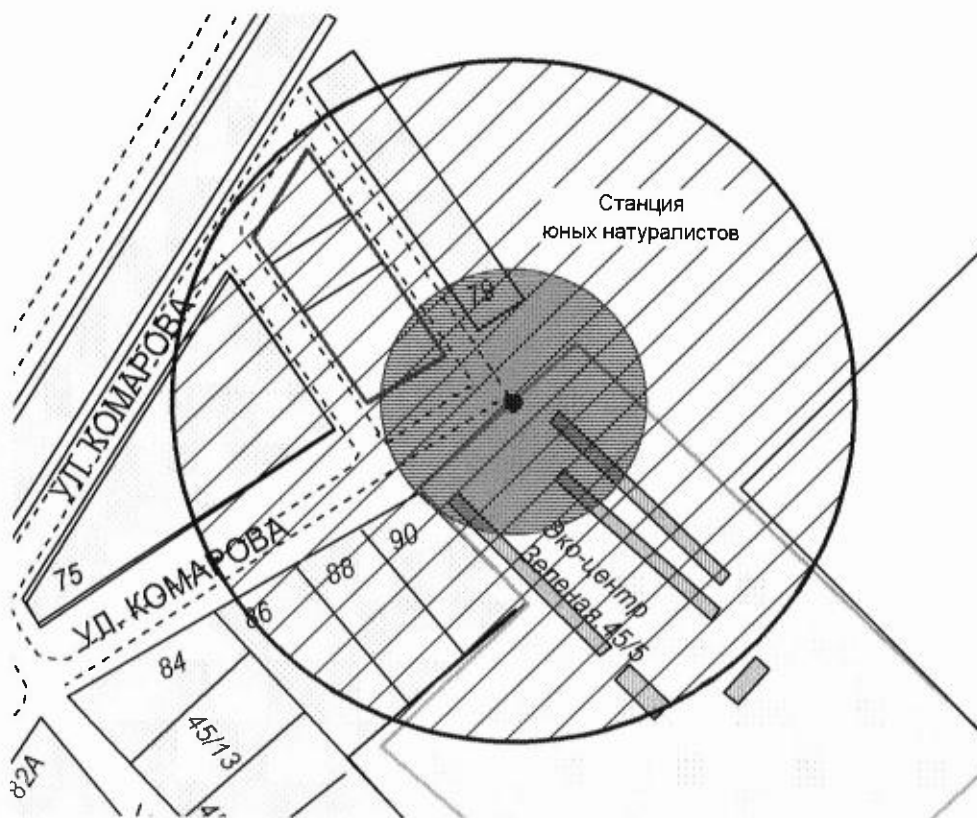 Станция
юных натуралистов
79
УЛ. КОМАРОВА
75
УЛ. КОМАРОВА
90
88
86
84
Эко-центр
Зеленая, 45/5
45/13
82А